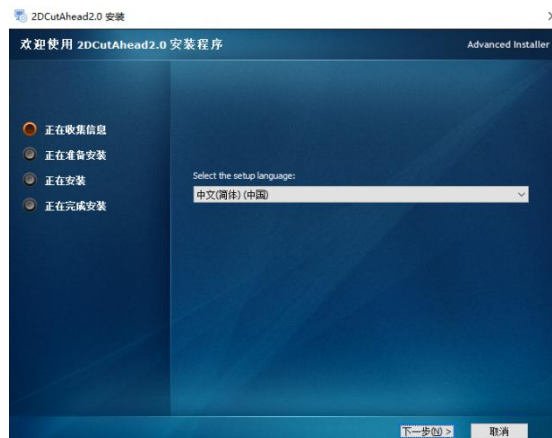 2DCutAhead2.0 安装
欢迎使用 2DCutAhead2.0 安装程序
Advanced Installer
正在收集信息
正在准备安装
正在安装
正在完成安装
Select the setup language:
中文(简体) (中国)
下一步(N) >
取消